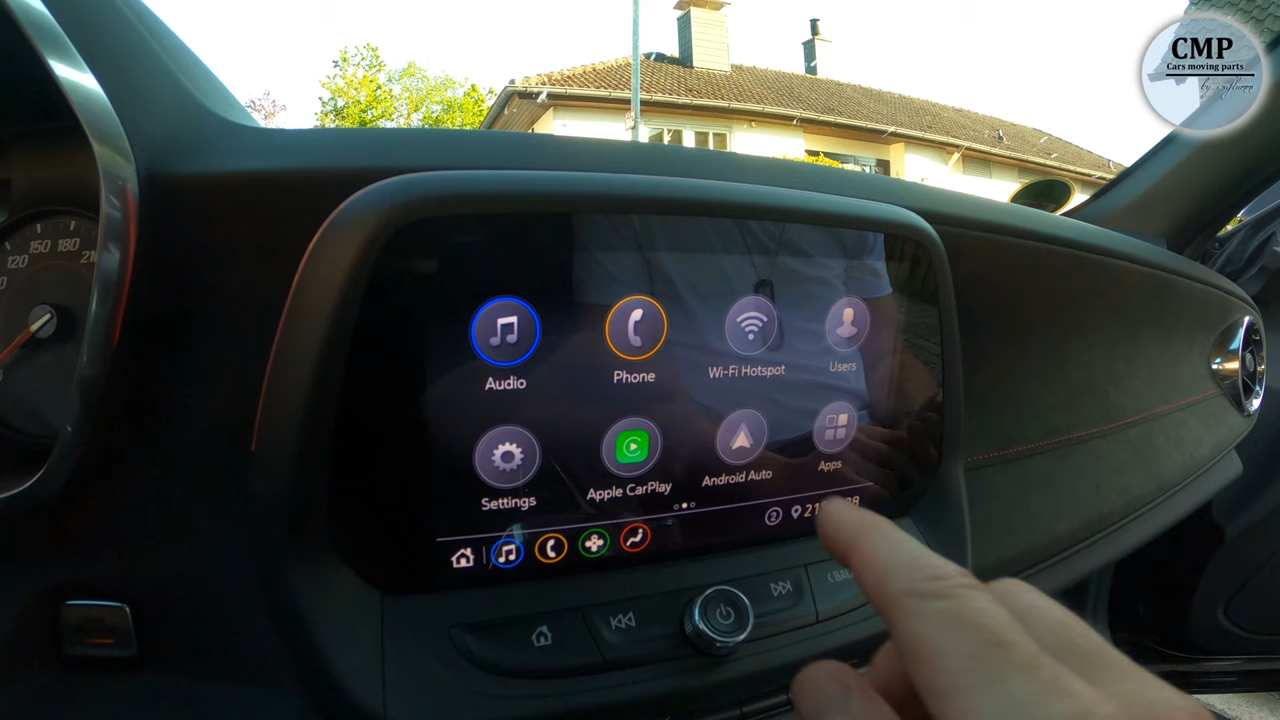 CMP
Cars moving parts
150 180
120
Audio
Phone
Wi-Fi Hotspot
Users
Settings
Apple CarPlay
Android Auto
Apps
2